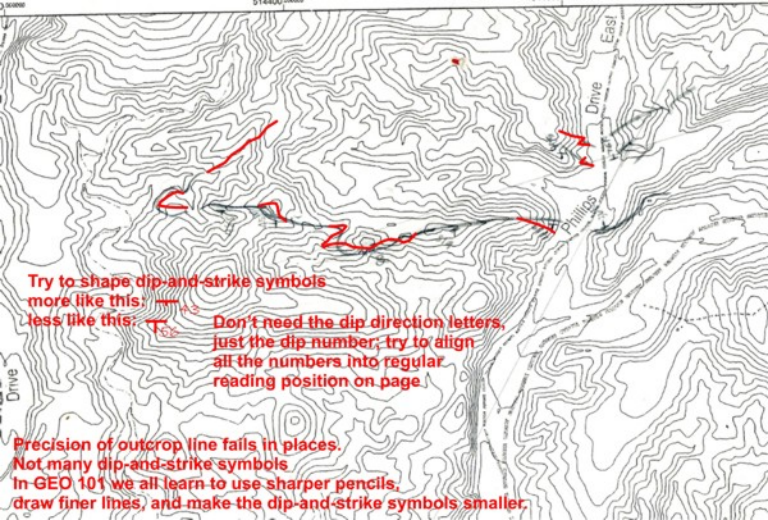 514400
East
Drive
Phillips
Try to shape dip-and-strike symbols
more like this:
less like this:
Don't need the dip direction letters,
just the dip number; try to align
all the numbers into regular
reading position on page
Drive
Precision of outcrop line fails in places.
Not many dip-and-strike symbols
In GEO 101 we all learn to use sharper pencils,
draw finer lines, and make the dip-and-strike symbols smaller.